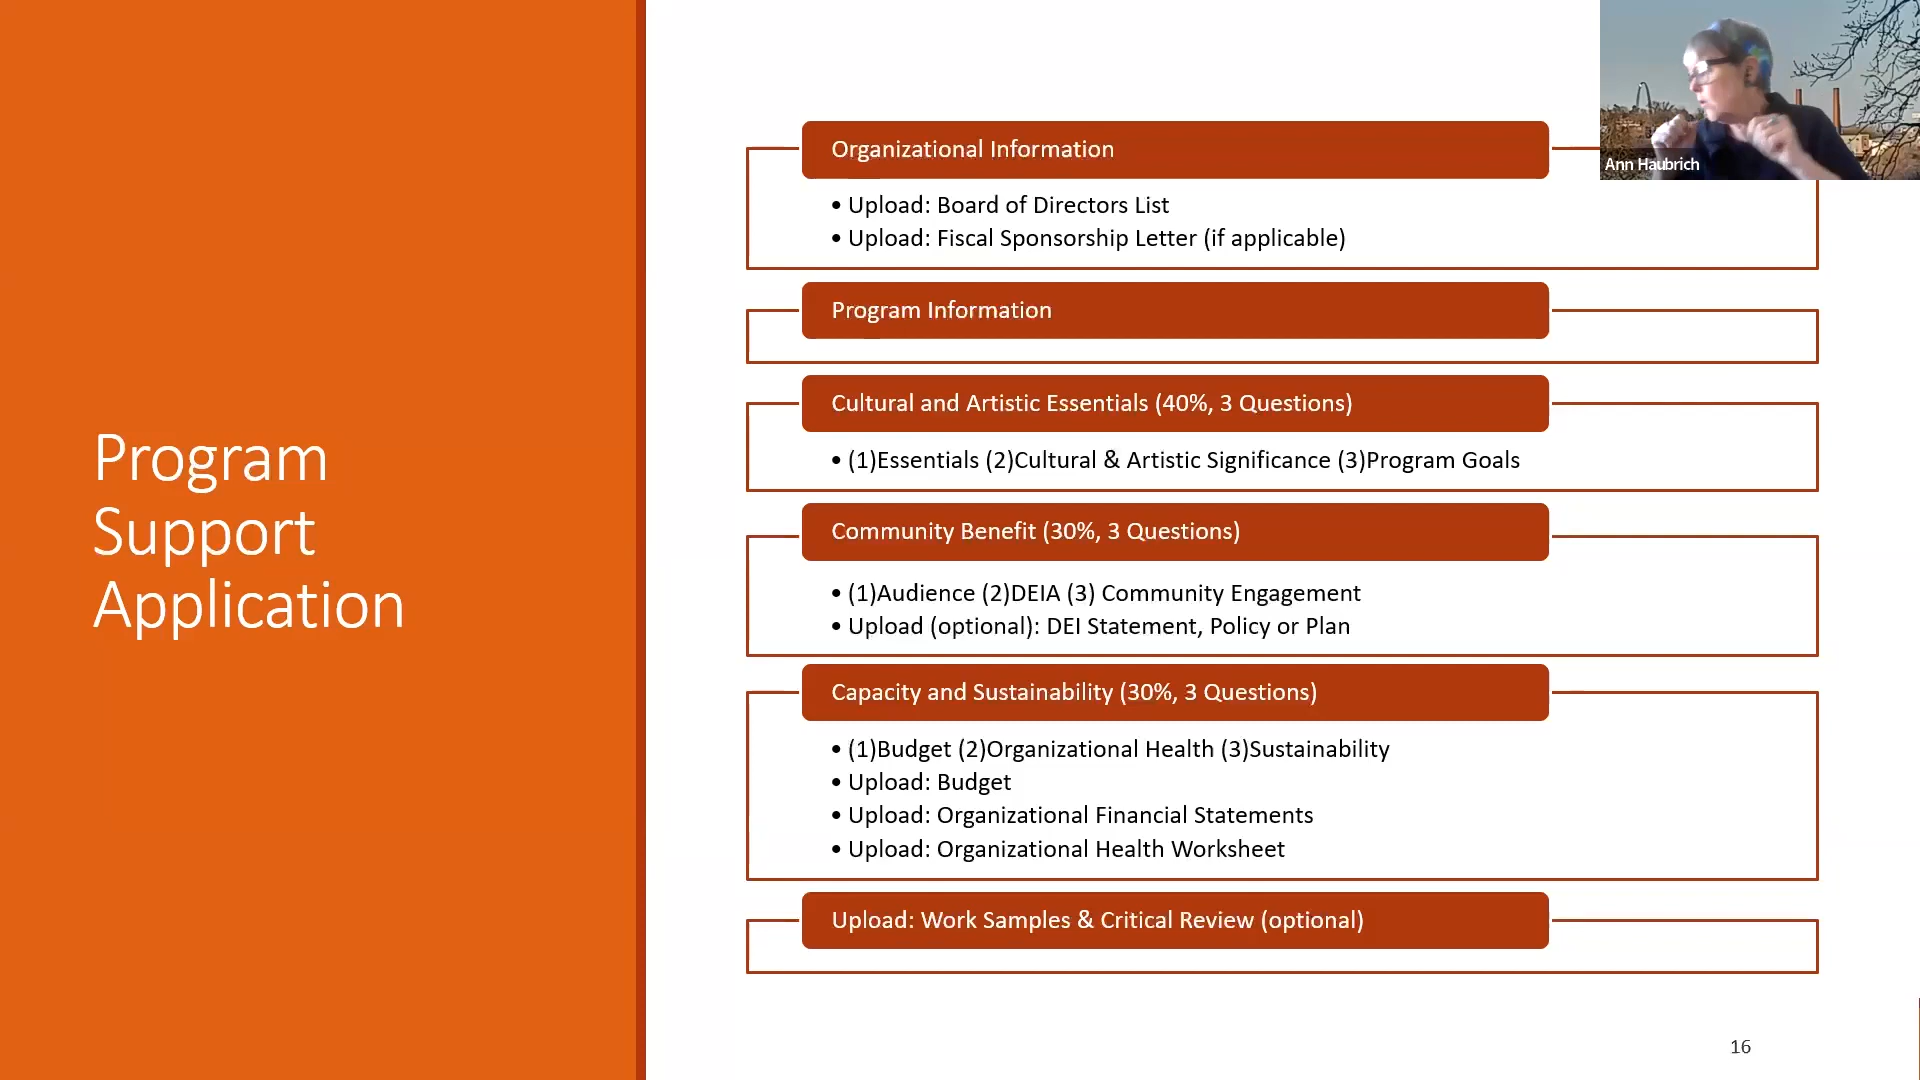 Program
Support
Application
Organizational Information
• Upload: Board of Directors List
• Upload: Fiscal Sponsorship Letter (if applicable)
Program Information
Cultural and Artistic Essentials (40%, 3 Questions)
• (1)Essentials (2)Cultural & Artistic Significance (3)Program Goals
Community Benefit (30%, 3 Questions)
• (1)Audience (2)DEIA (3) Community Engagement
• Upload (optional): DEI Statement, Policy or Plan
Capacity and Sustainability (30%, 3 Questions)
• (1)Budget (2)Organizational Health (3)Sustainability
• Upload: Budget
• Upload: Organizational Financial Statements
• Upload: Organizational Health Worksheet
Upload: Work Samples & Critical Review (optional)
Ann Haubrich
16